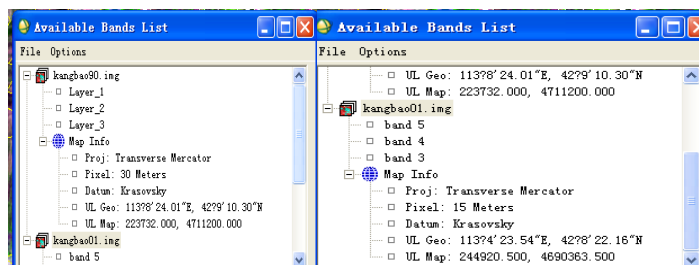 Available Bands List
File Options
kangbao90.img
Layer_1
Layer_2
Layer_3
Map Info
Proj: Transverse Mercator
Pixel: 30 Meters
Datum: Krasovsky
UL Geo: 113?8'24.01"E, 42?9'10.30"N
UL Map: 223732.000, 4711200.000
kangbao01.img
band 5
Available Bands List
File Options
UL Geo: 113?8'24.01"E, 42?9'10.30"N
UL Map: 223732.000, 4711200.000
kangbao01.img
band 5
band 4
band 3
Map Info
Proj: Transverse Mercator
Pixel: 15 Meters
Datum: Krasovsky
UL Geo: 113?4'23.54"E, 42?8'22.16"N
UL Map: 244920.500, 4690363.500